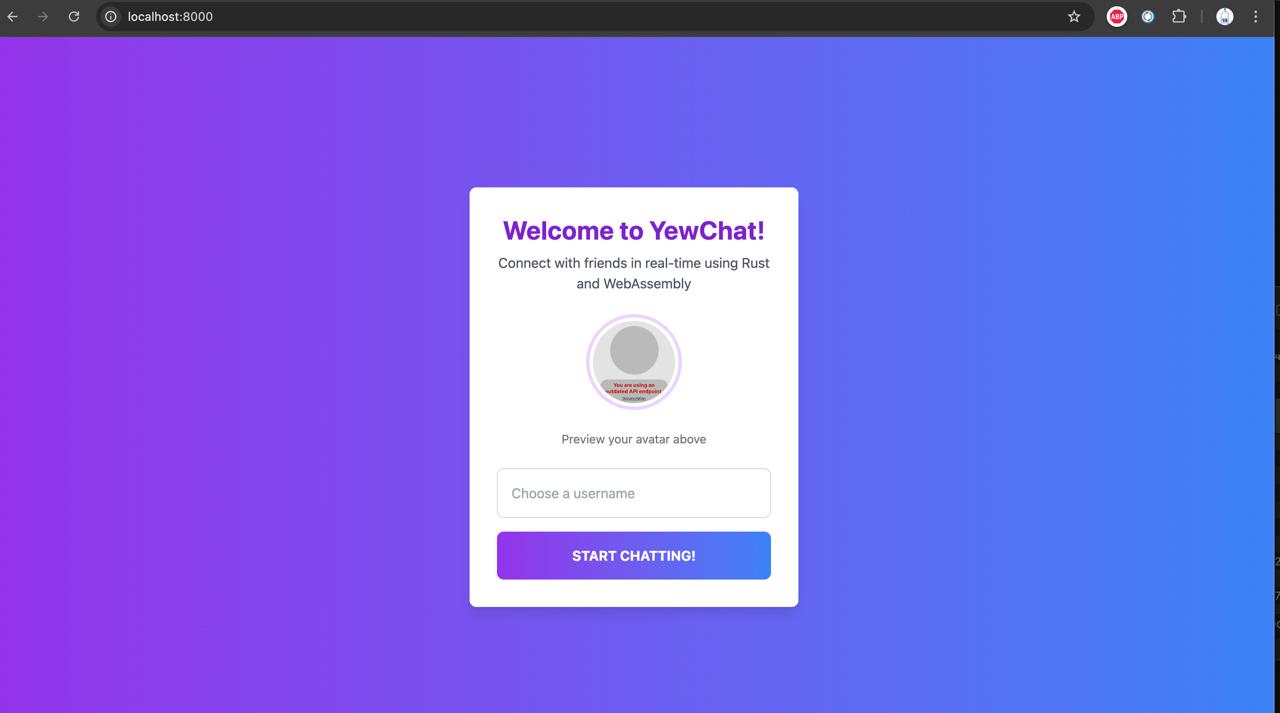 localhost:8000
ABP
Welcome to YewChat!
Connect with friends in real-time using Rust
and WebAssembly
You are using an
outdated API endpoint
Preview your avatar above
Choose a username
START CHATTING!